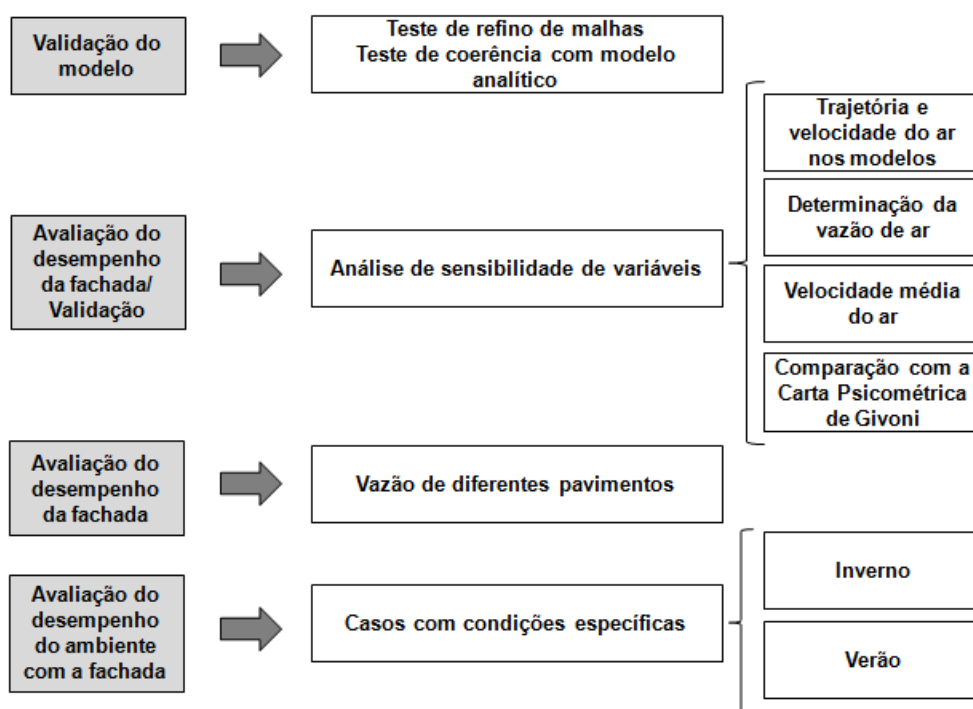 Validação do
modelo
Teste de refino de malhas
Teste de coerência com modelo
analítico
Avaliação do
desempenho
da fachada/
Validação
Análise de sensibilidade de variáveis
Trajetória e
velocidade do ar
nos modelos
Determinação da
vazão de ar
Velocidade média
do ar
Comparação com a
Carta Psicométrica
de Givoni
Avaliação do
desempenho
da fachada
Vazão de diferentes pavimentos
Avaliação do
desempenho
do ambiente
com a fachada
Casos com condições específicas
Inverno
Verão